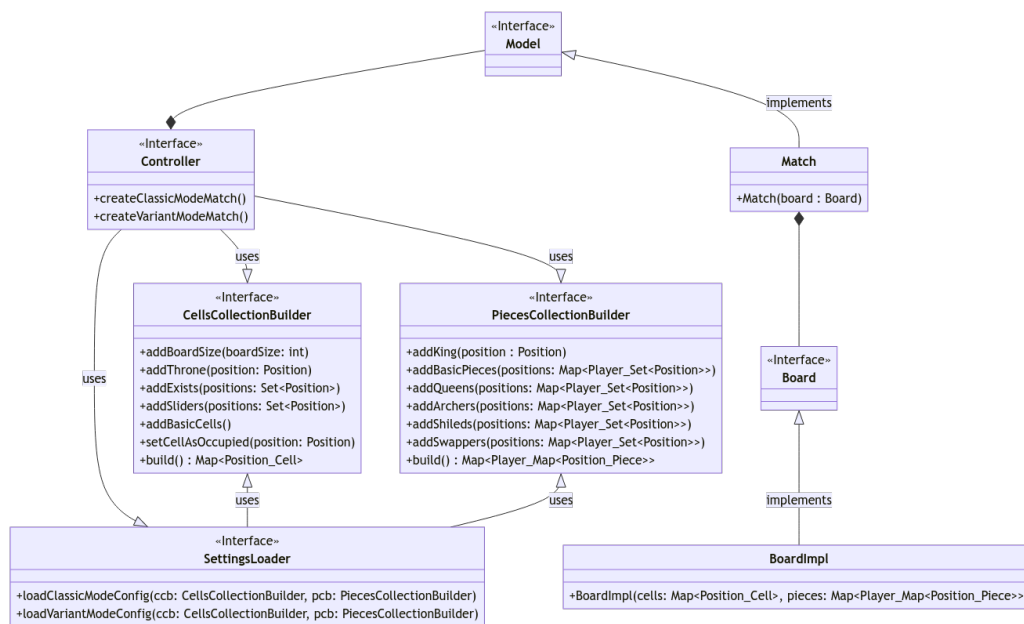 «Interface»
Model
implements
«Interface»
Controller
+createClassicModeMatch()
+createVariantModeMatch()
Match
+Match(board : Board)
uses
uses
«Interface»
CellsCollectionBuilder
+addBoardSize(boardSize: int)
+addThrone(position: Position)
+addExists(positions: Set<Position>)
+addSliders(positions: Set<Position>)
+addBasicCells()
+setCellAsOccupied(position: Position)
+build() : Map<Position_Cell>
«Interface»
PiecesCollectionBuilder
+addKing(position : Position)
+addBasicPieces(positions: Map<Player_Set<Position>>)
+addQueens(positions: Map<Player_Set<Position>>)
+addArchers(positions: Map<Player_Set<Position>>)
+addShileds(positions: Map<Player_Set<Position>>)
+addSwappers(positions: Map<Player_Set<Position>>)
+build() : Map<Player_Map<Position_Piece>>
«Interface»
Board
uses
uses
uses
implements
«Interface»
SettingsLoader
+loadClassicModeConfig(ccb: CellsCollectionBuilder, pcb: PiecesCollectionBuilder)
+loadVariantModeConfig(ccb: CellsCollectionBuilder, pcb: PiecesCollectionBuilder)
BoardImpl
+BoardImpl(cells: Map<Position_Cell>, pieces: Map<Player_Map<Position_Piece>>